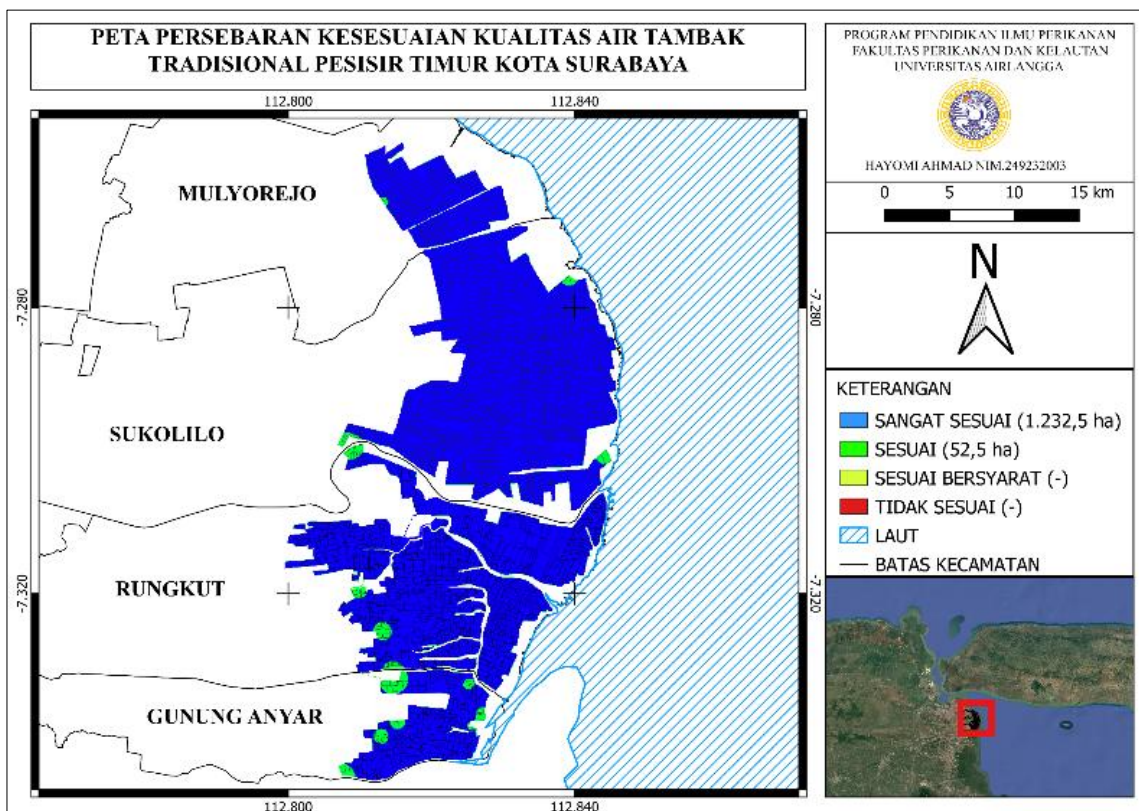 PETA PERSEBARAN KESESUAIAN KUALITAS AIR TAMBAK
TRADISIONAL PESISIR TIMUR KOTA SURABAYA
112.800
112.840
MULYOREJO
-7.280
-7.280
SUKOLILO
RUNGKUT
-7.320
-7.320
GUNUNG ANYAR
112.800
112.840
PROGRAM PENDIDIKAN ILMU PERIKANAN
FAKULTAS PERIKANAN DAN KELAUTAN
UNIVERSITAS AIRLANGGA
HAYOMI AHMAD NIM.249232003
0 5 10 15 km
N
KETERANGAN
SANGAT SESUAI (1.232,5 ha)
SESUAI (52,5 ha)
SESUAI BERSYARAT (-)
TIDAK SESUAI (-)
LAUT
BATAS KECAMATAN